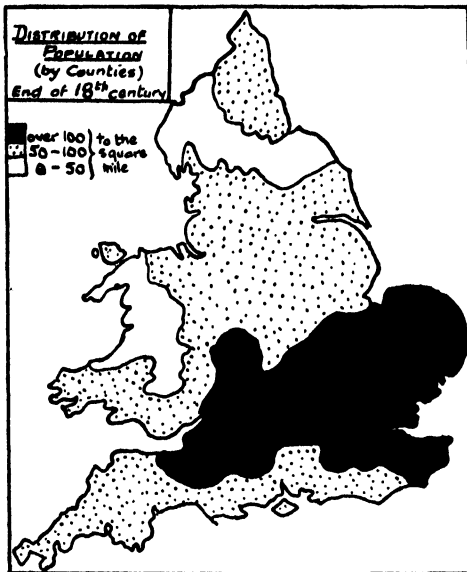 DISTRIBUTION OF
POPULATION
(by Counties)
End of 18th century
over 100 } to the
50-100 } square
0-50 } mile